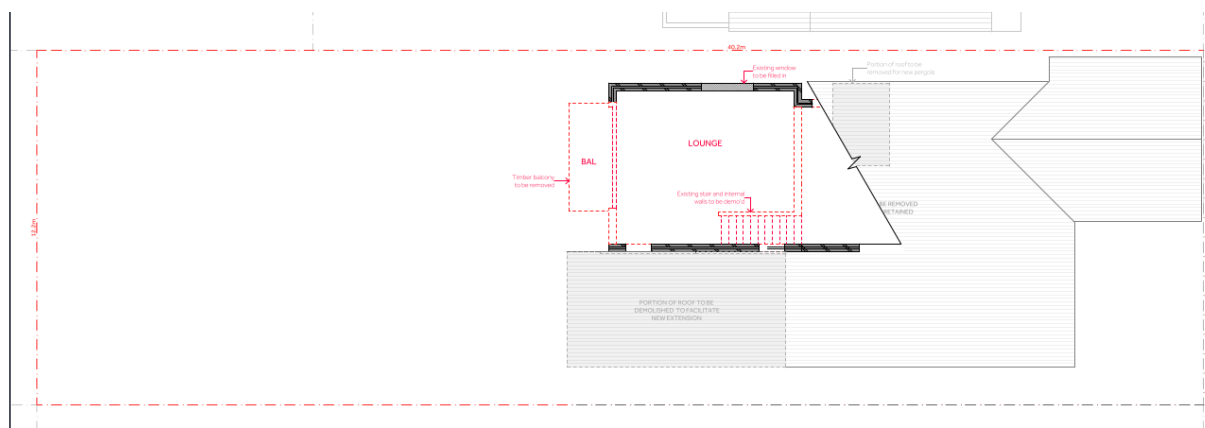 40.2m
Existing window
to be filled in
Portion of roof to be
removed for new pergola
LOUNGE
BAL
Timber balcony
to be removed
Existing stair and internal
walls to be demo'd
BE REMOVED
RETAINED
12.2m
PORTION OF ROOF TO BE
DEMOLISHED TO FACILITATE
NEW EXTENSION